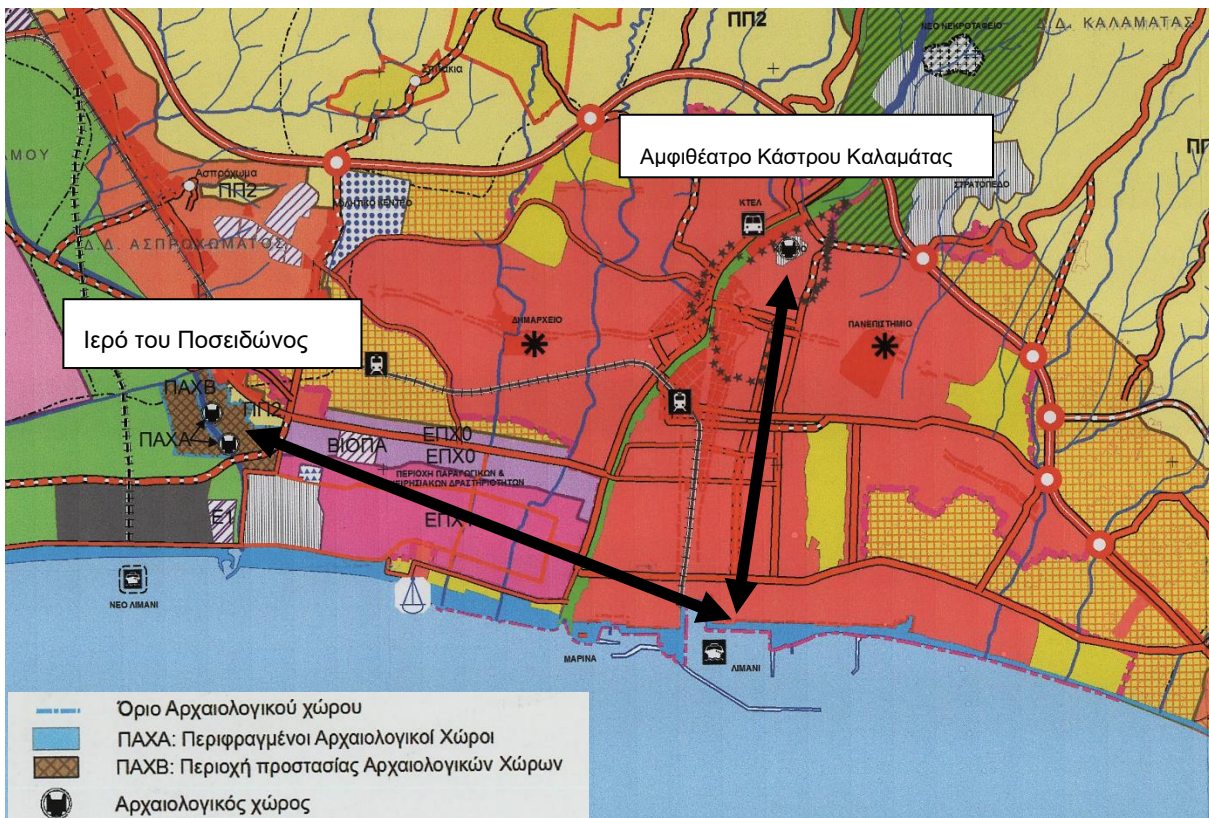 ΠΠ2
ΝΕΟ ΝΕΚΡΟΤΑΦΕΙΟ
Δ.Δ. ΚΑΛΑΜΑΤΑΣ
Σπιτάκια
Αμφιθέατρο Κάστρου Καλαμάτας
ΑΜΟΥ
Ασπρόχωμα
ΠΠ2
ΣΤΡΑΤΟΠΕΔΟ
ΚΤΕΛ
Δ.Δ. ΑΣΠΡΟΧΩΜΑΤΟΣ
Ιερό του Ποσειδώνος
ΔΗΜΑΡΧΕΙΟ
ΠΑΝΕΠΙΣΤΗΜΙΟ
ΠΑΧΒ
ΠΠ2
ΠΑΧΑ
ΒΙΟΠΑ
ΕΠΧ0
ΕΠΧ0
ΠΕΡΙΟΧΗ ΠΑΡΑΓΩΓΙΚΩΝ &
ΔΡΑΣΤΗΡΙΟΤΗΤΩΝ
Ε1
ΝΕΟ ΛΙΜΑΝΙ
ΜΑΡΙΝΑ
ΛΙΜΑΝΙ
Όριο Αρχαιολογικού χώρου
ΠΑΧΑ: Περιφραγμένοι Αρχαιολογικοί Χώροι
ΠΑΧΒ: Περιοχή προστασίας Αρχαιολογικών Χώρων
Αρχαιολογικός χώρος